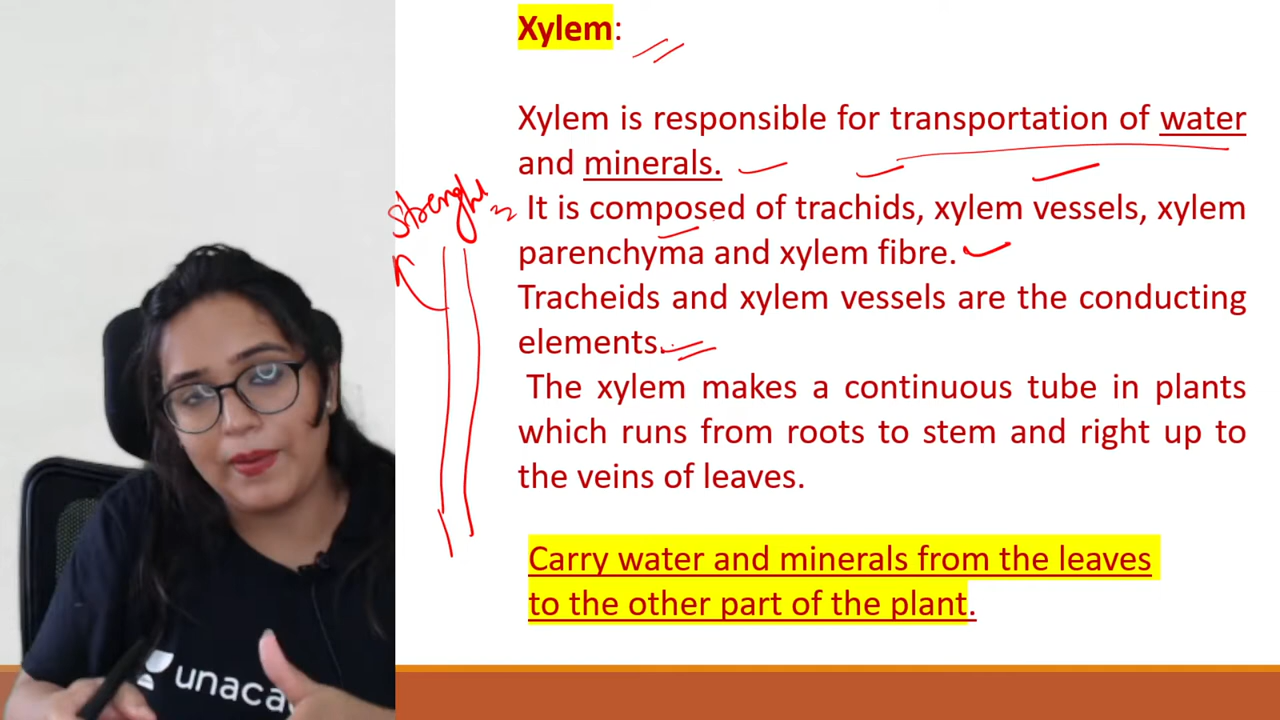 Xylem:
Xylem is responsible for transportation of water
and minerals.
strenght
It is composed of trachids, xylem vessels, xylem
parenchyma and xylem fibre.
Tracheids and xylem vessels are the conducting
elements.
The xylem makes a continuous tube in plants
which runs from roots to stem and right up to
the veins of leaves.
Carry water and minerals from the leaves
to the other part of the plant.
unaca